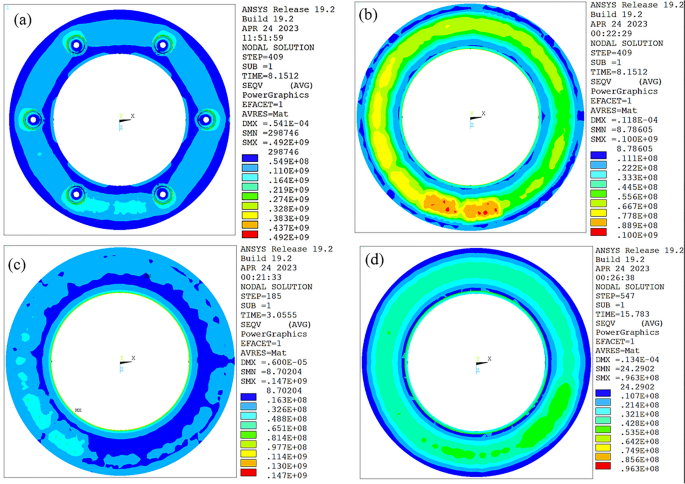 (a)
X
ANSYS Release 19.2
Build 19.2
APR 24 2023
11:51:59
NODAL SOLUTION
STEP=409
SUB =1
TIME=8.1512
SEQV (AVG)
PowerGraphics
EFACET=1
AVRES=Mat
DMX =.541E-04
SMN =298746
SMX =.492E+09
298746
.549E+08
.110E+09
.164E+09
.219E+09
.274E+09
.328E+09
.383E+09
.437E+09
.492E+09
(b)
X
ANSYS Release 19.2
Build 19.2
APR 24 2023
00:22:29
NODAL SOLUTION
STEP=409
SUB =1
TIME=8.1512
SEQV (AVG)
PowerGraphics
EFACET=1
AVRES=Mat
DMX =.118E-04
SMN =8.78605
SMX =.100E+09
8.78605
.111E+08
.222E+08
.333E+08
.445E+08
.556E+08
.667E+08
.778E+08
.889E+08
.100E+09
(c)
X
MX
ANSYS Release 19.2
Build 19.2
APR 24 2023
00:21:33
NODAL SOLUTION
STEP=185
SUB =1
TIME=3.0555
SEQV (AVG)
PowerGraphics
EFACET=1
AVRES=Mat
DMX =.600E-05
SMN =8.70204
SMX =.147E+09
8.70204
.163E+08
.326E+08
.488E+08
.651E+08
.814E+08
.977E+08
.114E+09
.130E+09
.147E+09
(d)
X
ANSYS Release 19.2
Build 19.2
APR 24 2023
00:26:38
NODAL SOLUTION
STEP=547
SUB =1
TIME=15.783
SEQV (AVG)
PowerGraphics
EFACET=1
AVRES=Mat
DMX =.134E-04
SMN =24.2902
SMX =.963E+08
24.2902
.107E+08
.214E+08
.321E+08
.428E+08
.535E+08
.642E+08
.749E+08
.856E+08
.963E+08